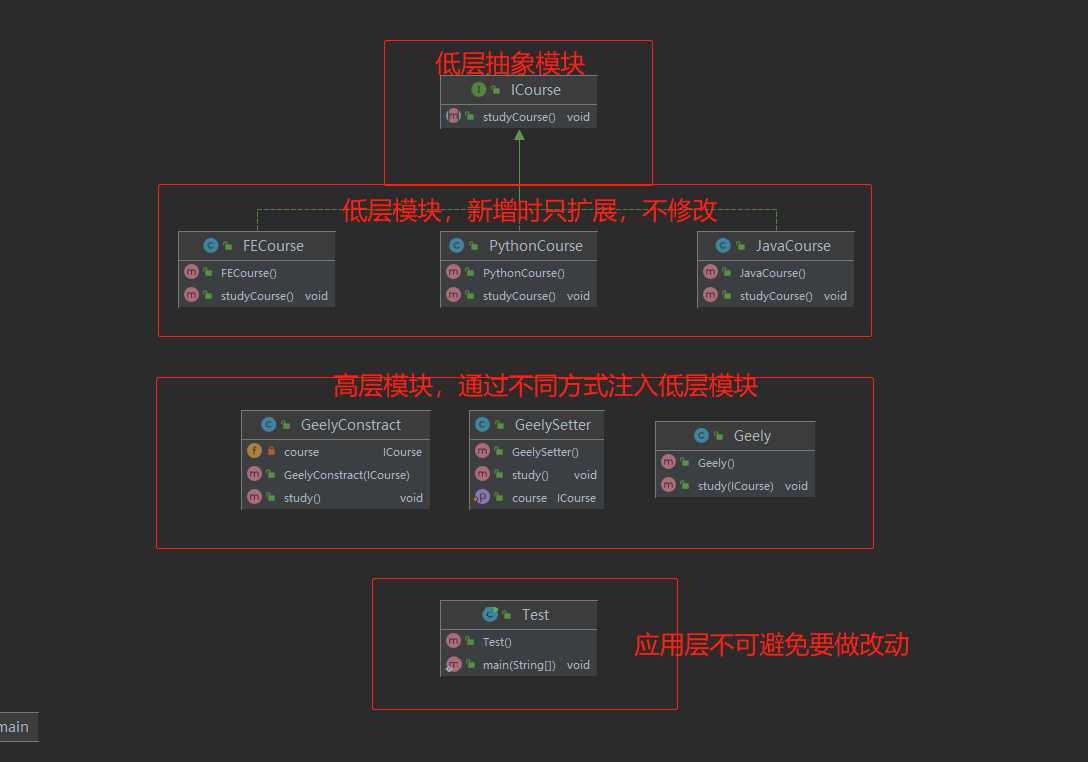 低层抽象模块
ICourse
studyCourse() void
低层模块，新增时只扩展，不修改
FECourse
FECourse()
studyCourse() void
PythonCourse
PythonCourse()
studyCourse() void
JavaCourse
JavaCourse()
studyCourse() void
高层模块，通过不同方式注入低层模块
GeelyConstract
course ICourse
GeelyConstract(ICourse)
study() void
GeelySetter
GeelySetter()
study() void
course ICourse
Geely
Geely()
study(ICourse) void
Test
Test()
main(String[]) void
应用层不可避免要做改动
main